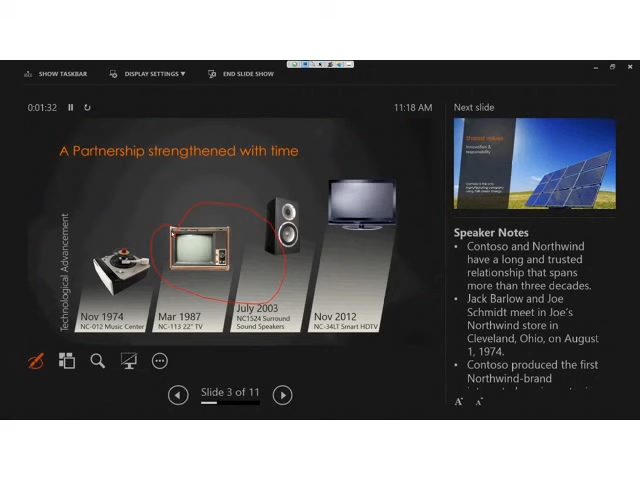 SHOW TASKBAR
DISPLAY SETTINGS ▼
END SLIDE SHOW
0:01:32
11:18 AM
A Partnership strengthened with time
Technological Advancement
Nov 1974
NC-012 Music Center
Mar 1987
NC-113 22" TV
July 2003
NC1524 Surround
Sound Speakers
Nov 2012
NC-34LT Smart HDTV
Slide 3 of 11
Next slide
Shared Values
Innovation &
responsibility
Speaker Notes
• Contoso and Northwind
have a long and trusted
relationship that spans
more than three decades.
• Jack Barlow and Joe
Schmidt meet in Joe's
Northwind store in
Cleveland, Ohio, on August
1, 1974.
• Contoso produced the first
Northwind-brand
A
A